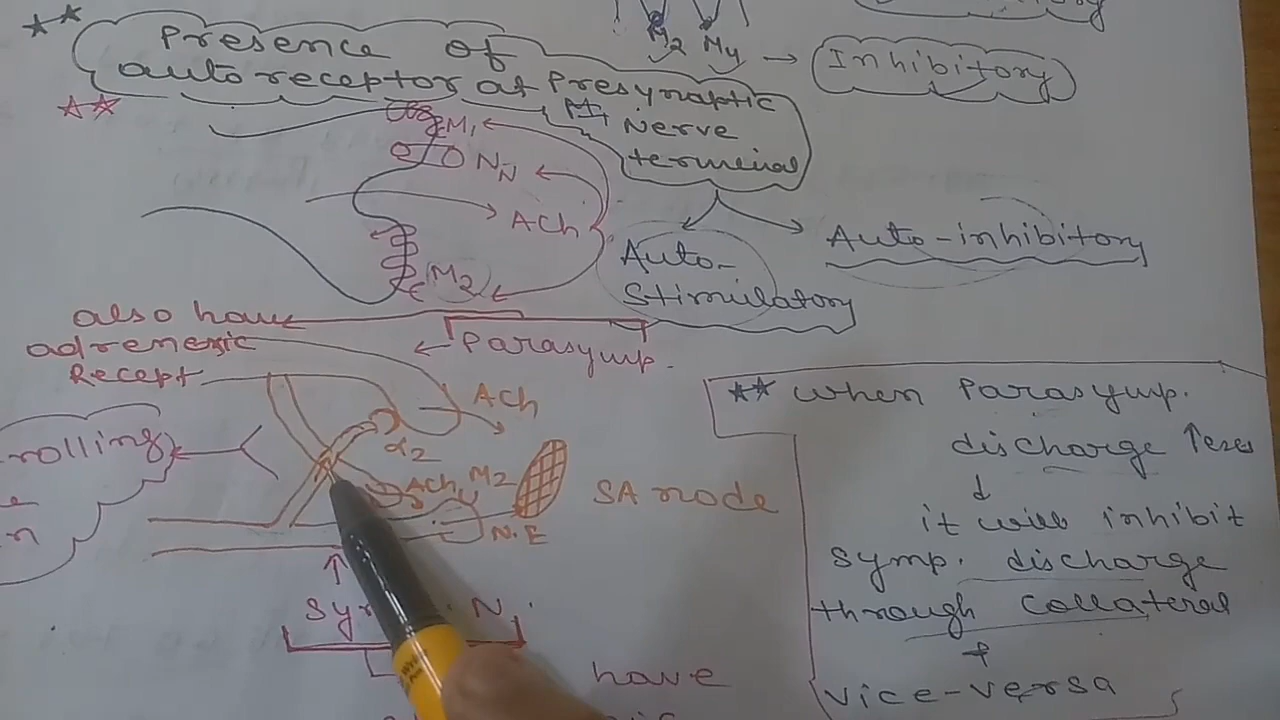 M2 M4 → Inhibitory
★★ Presence of
auto receptor at Presynaptic
Nerve
terminal
★★
M1
NN
ACh
M2
Auto-
Stimulatory
Auto-inhibitory
also have
adrenergic
Recept
← Parasymp.
ACh
α2
ACh M2
SA node
N.E
rolling
e
n
↑
N.
have
★★ when Parasymp.
discharge ↑eses
↓
it will inhibit
symp. discharge
through collateral
+
vice-versa